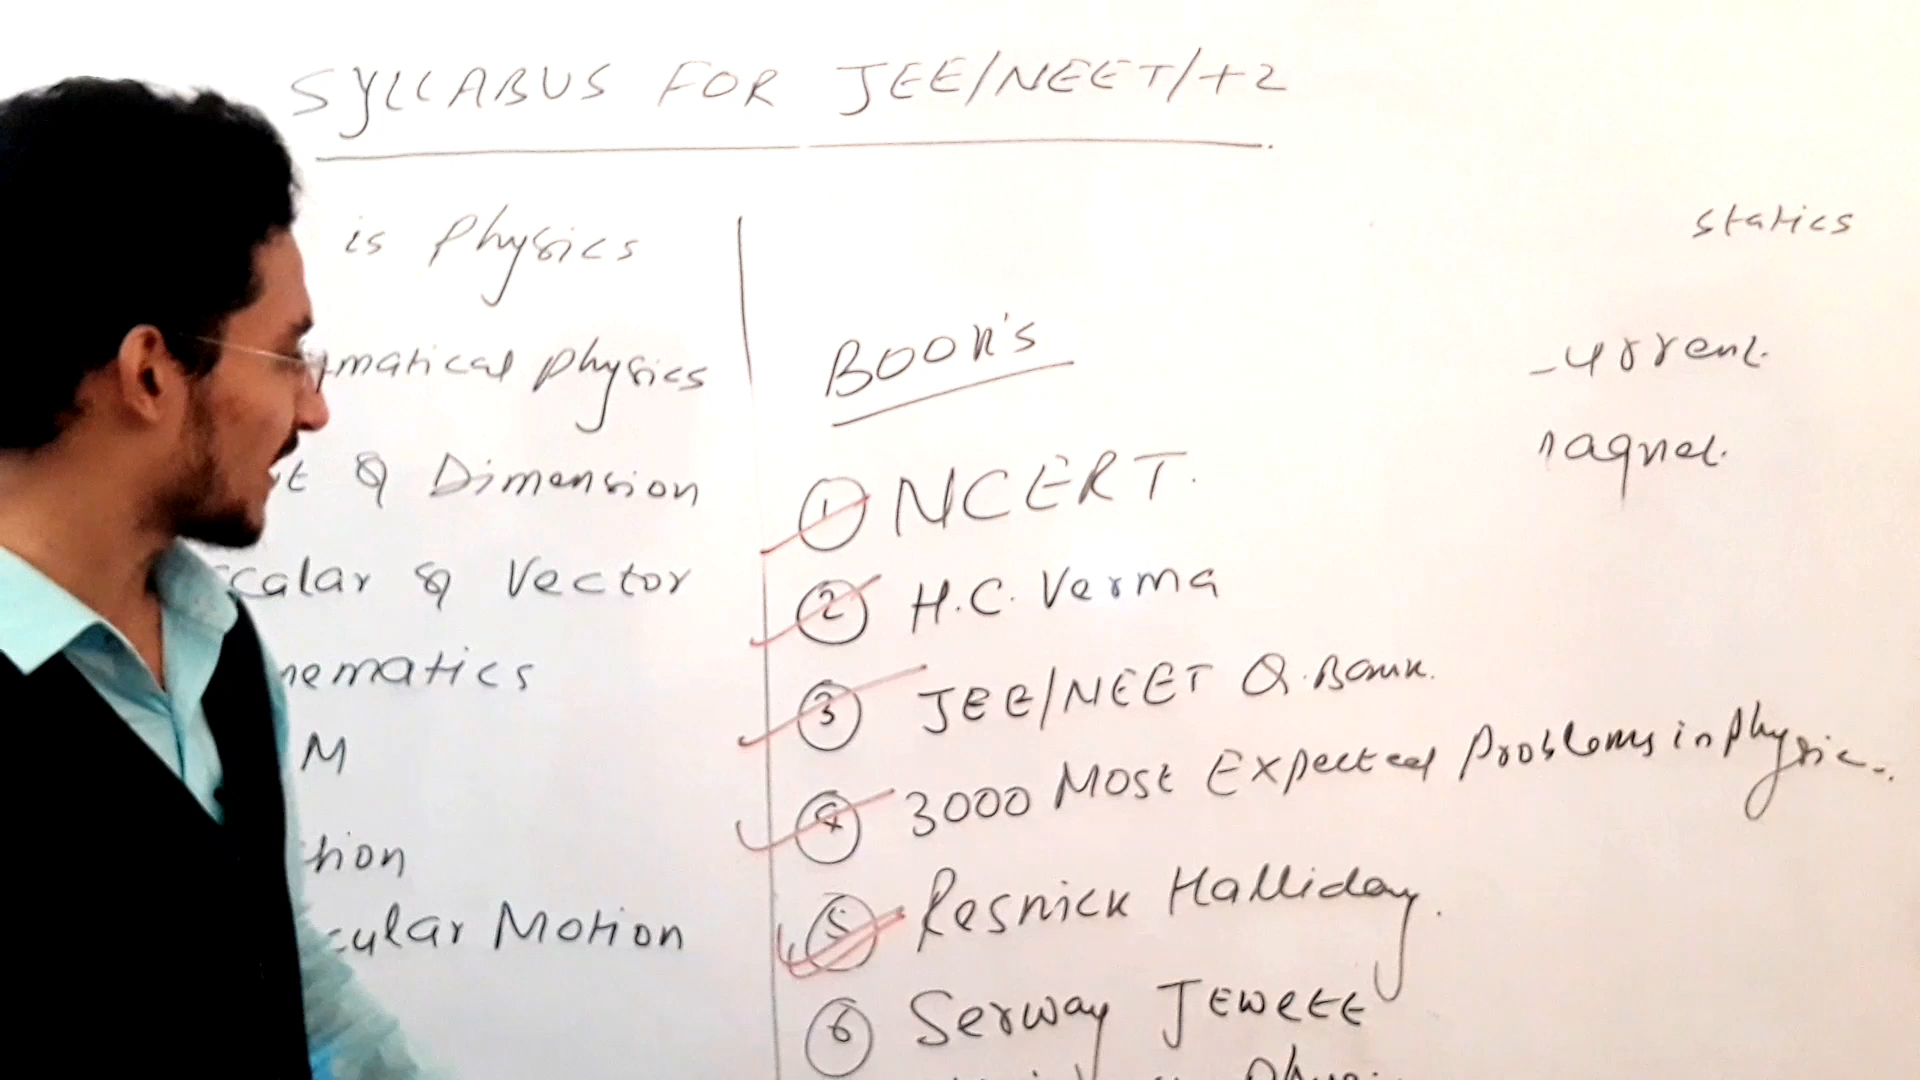 SYLLABUS FOR JEE/NEET/+2
is Physics
matical physics
t & Dimension
calar & Vector
nematics
M
tion
cular Motion
BOOK's
① NCERT.
② H.C. Verma
③ JEE/NEET Q. Bank.
④ 3000 Most Expected Problems in Physics.
⑤ Resnick Halliday.
⑥ Serway Jewett
statics
urrent.
agnet.